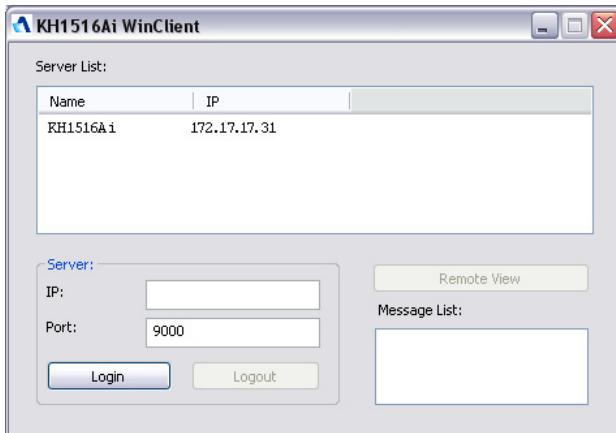 KH1516Ai WinClient
Server List:
Name IP
KH1516Ai 172.17.17.31
Server:
IP:
Port: 9000
Login Logout
Remote View
Message List: